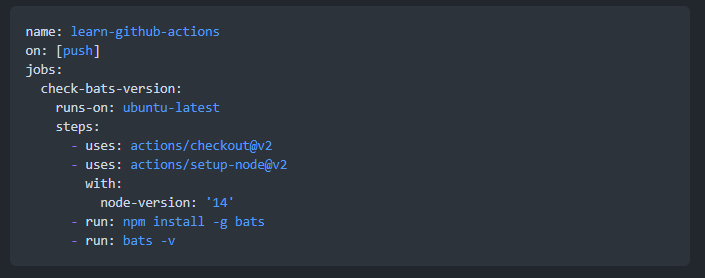 name: learn-github-actions
on: [push]
jobs:
  check-bats-version:
    runs-on: ubuntu-latest
    steps:
      - uses: actions/checkout@v2
      - uses: actions/setup-node@v2
        with:
          node-version: '14'
      - run: npm install -g bats
      - run: bats -v